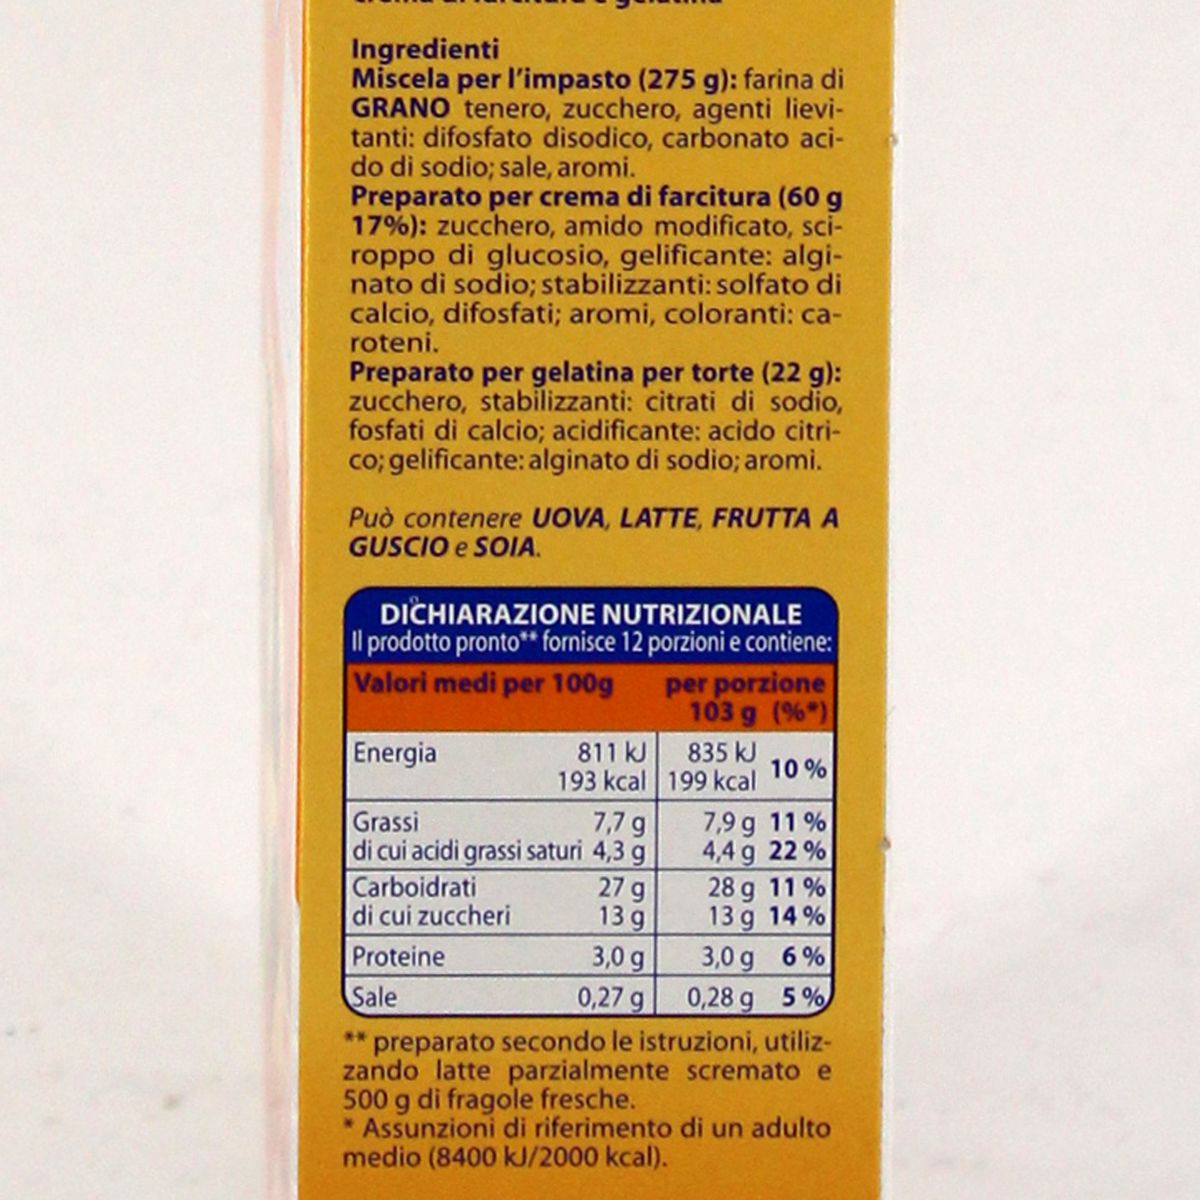 Ingredienti
Miscela per l'impasto (275 g): farina di
GRANO tenero, zucchero, agenti lievi-
tanti: difosfato disodico, carbonato aci-
do di sodio; sale, aromi.
Preparato per crema di farcitura (60 g
17%): zucchero, amido modificato, sci-
roppo di glucosio, gelificante: algi-
nato di sodio; stabilizzanti: solfato di
calcio, difosfati; aromi, coloranti: ca-
roteni.
Preparato per gelatina per torte (22 g):
zucchero, stabilizzanti: citrati di sodio,
fosfati di calcio; acidificante: acido citri-
co; gelificante: alginato di sodio; aromi.
Può contenere UOVA, LATTE, FRUTTA A
GUSCIO e SOIA.
DICHIARAZIONE NUTRIZIONALE
Il prodotto pronto** fornisce 12 porzioni e contiene:
Valori medi per 100g per porzione
103 g (%*)
Energia 811 kJ 835 kJ 10 %
193 kcal 199 kcal
Grassi 7,7 g 7,9 g 11 %
di cui acidi grassi saturi 4,3 g 4,4 g 22 %
Carboidrati 27 g 28 g 11 %
di cui zuccheri 13 g 13 g 14 %
Proteine 3,0 g 3,0 g 6 %
Sale 0,27 g 0,28 g 5 %
** preparato secondo le istruzioni, utiliz-
zando latte parzialmente scremato e
500 g di fragole fresche.
* Assunzioni di riferimento di un adulto
medio (8400 kJ/2000 kcal).